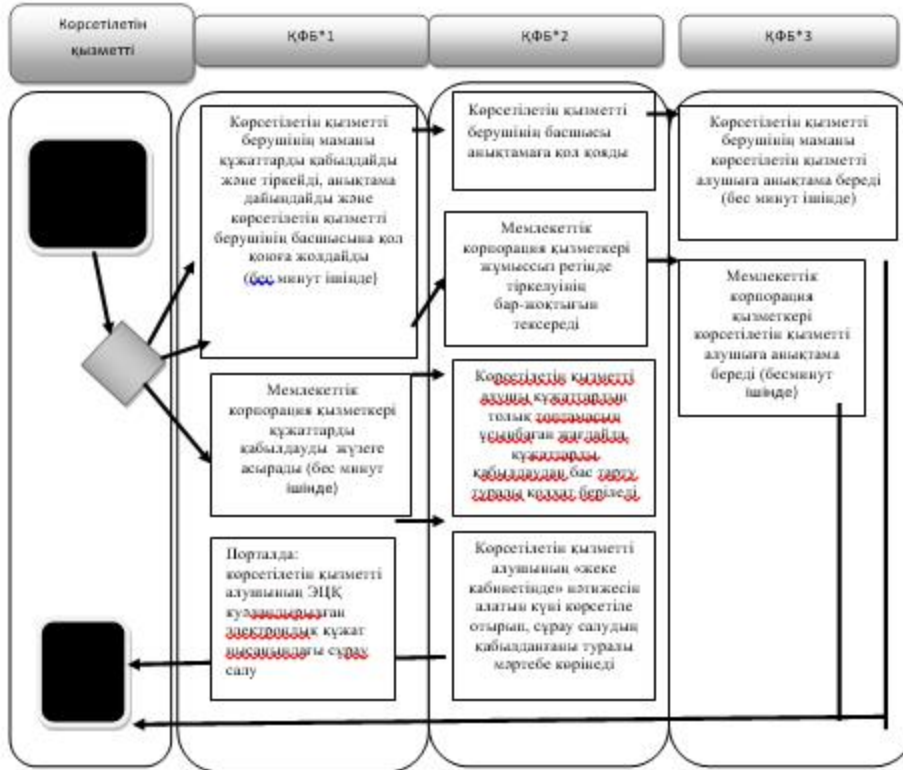 Көрсетілетін
қызметті
ҚФБ*1
ҚФБ*2
ҚФБ*3
Көрсетілетін қызметті
берушінің маманы
құжаттарды қабылдайды
және тіркейді, анықтама
дайындайды және
көрсетілетін қызметті
берушінің басшысына қол
қоюға жолдайды
(бес минут ішінде)
Мемлекеттік
корпорация қызметкері
құжаттарды
қабылдауды жүзеге
асырады (бес минут
ішінде)
Порталда:
көрсетілетін қызметті
алушының ЭЦҚ
куәландырылған
электрондық құжат
нысанындағы сұрау
салу
Көрсетілетін қызметті
берушінің басшысы
анықтамаға қол қояды
Мемлекеттік
корпорация қызметкері
жұмыссыз ретінде
тіркелуінің
бар-жоқтығын
тексереді
Көрсетілетін қызметті
алушы құжаттардың
толық топтамасын
ұсынбаған жағдайда,
құжаттарды
қабылдаудан бас тарту
туралы қолхат беріледі
Көрсетілетін қызметті
алушының «жеке
кабинетінде» нәтижесін
алатын күні көрсетіле
отырып, сұрау салудың
қабылданғаны туралы
мәртебе көрінеді
Көрсетілетін қызметті
берушінің маманы
көрсетілетін қызметті
алушыға анықтама береді
(бес минут ішінде)
Мемлекеттік
корпорация
қызметкері
көрсетілетін қызметті
алушыға анықтама
береді (бесминут
ішінде)